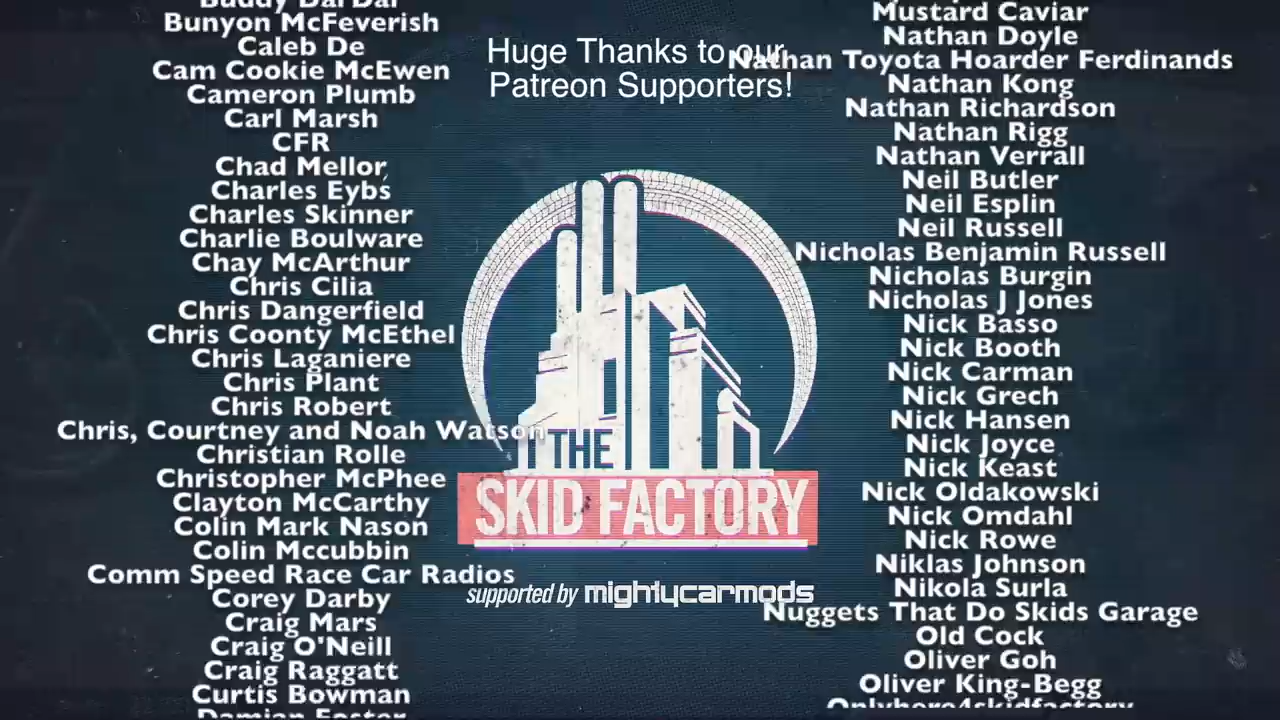 Buddy Dal Dal
Bunyon McFeverish
Caleb De
Cam Cookie McEwen
Cameron Plumb
Carl Marsh
CFR
Chad Mellor
Charles Eybs
Charles Skinner
Charlie Boulware
Chay McArthur
Chris Cilia
Chris Dangerfield
Chris Coonty McEthel
Chris Laganiere
Chris Plant
Chris Robert
Chris, Courtney and Noah Watson
Christian Rolle
Christopher McPhee
Clayton McCarthy
Colin Mark Nason
Colin Mccubbin
Comm Speed Race Car Radios
Corey Darby
Craig Mars
Craig O'Neill
Craig Raggatt
Curtis Bowman
Damian Foster
Huge Thanks to our
Patreon Supporters!
THE
SKID FACTORY
supported by mightycarmods
Mustard Caviar
Nathan Doyle
Nathan Toyota Hoarder Ferdinands
Nathan Kong
Nathan Richardson
Nathan Rigg
Nathan Verrall
Neil Butler
Neil Esplin
Neil Russell
Nicholas Benjamin Russell
Nicholas Burgin
Nicholas J Jones
Nick Basso
Nick Booth
Nick Carman
Nick Grech
Nick Hansen
Nick Joyce
Nick Keast
Nick Oldakowski
Nick Omdahl
Nick Rowe
Niklas Johnson
Nikola Surla
Nuggets That Do Skids Garage
Old Cock
Oliver Goh
Oliver King-Begg
Onlyhere4skidfactory